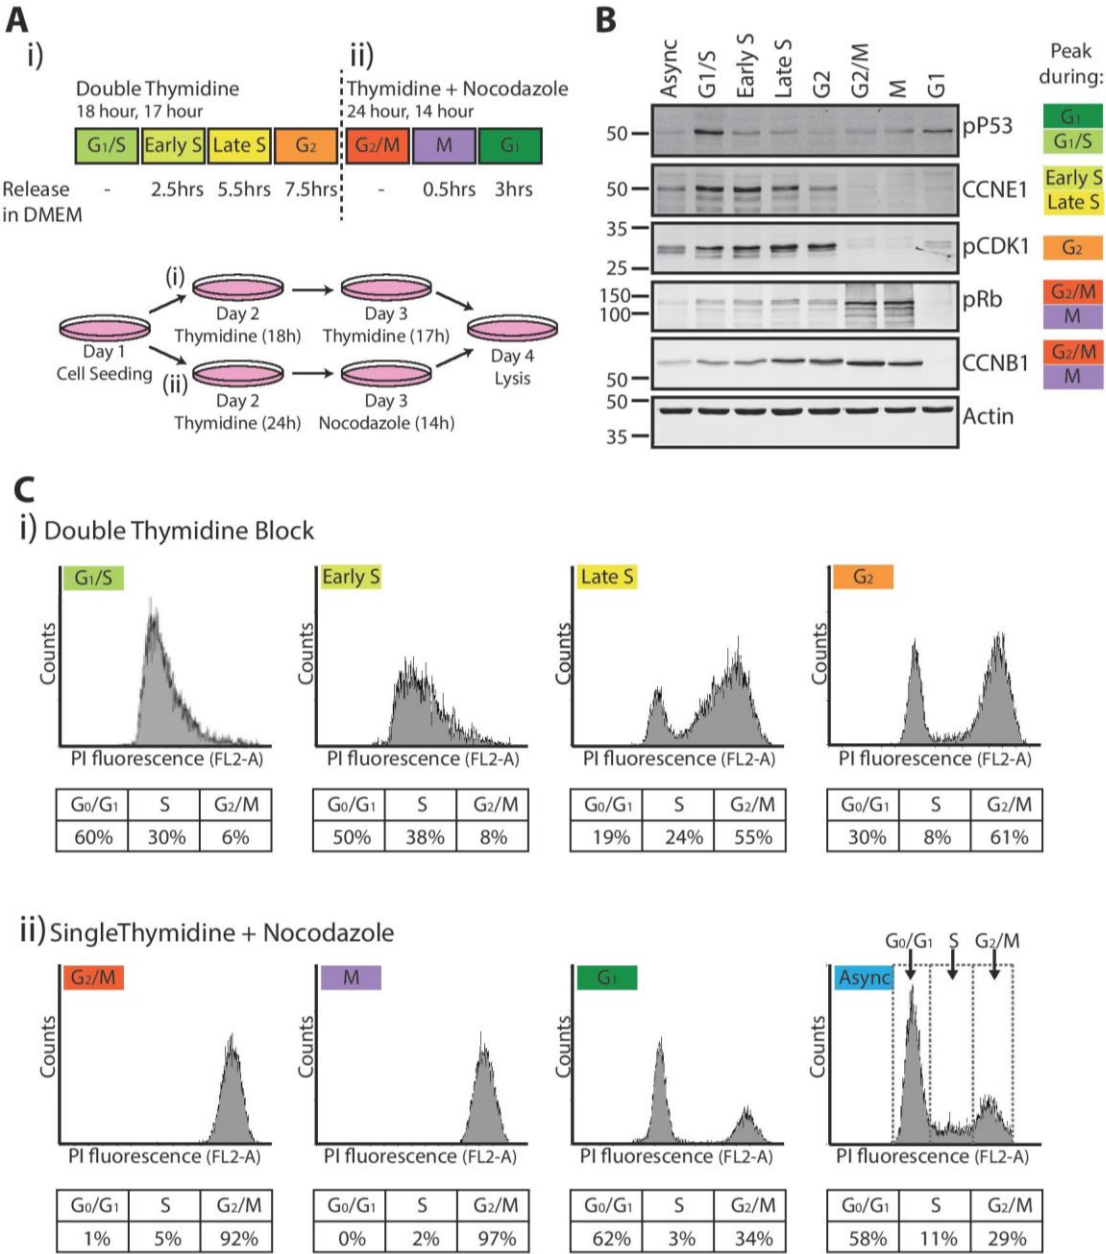 A
i)
ii)
Double Thymidine
18 hour, 17 hour
Thymidine + Nocodazole
24 hour, 14 hour
G1/S Early S Late S G2 G2/M M G1
Release in DMEM - 2.5hrs 5.5hrs 7.5hrs - 0.5hrs 3hrs
(i)
Day 2
Thymidine (18h)
Day 3
Thymidine (17h)
Day 1
Cell Seeding
Day 4
Lysis
(ii)
Day 2
Thymidine (24h)
Day 3
Nocodazole (14h)
B
Async G1/S Early S Late S G2 G2/M M G1
Peak
during:
50 pP53 G1
G1/S
50 CCNE1 Early S
Late S
35
25
pCDK1 G2
150
100
pRb G2/M
M
50 CCNB1 G2/M
M
50
35
Actin
C
i) Double Thymidine Block
G1/S Early S Late S G2
Counts Counts Counts Counts
PI fluorescence (FL2-A) PI fluorescence (FL2-A) PI fluorescence (FL2-A) PI fluorescence (FL2-A)
G0/G1 S G2/M G0/G1 S G2/M G0/G1 S G2/M G0/G1 S G2/M
60% 30% 6% 50% 38% 8% 19% 24% 55% 30% 8% 61%
ii) SingleThymidine + Nocodazole
G0/G1 S G2/M
G2/M M G1 Async
Counts Counts Counts Counts
PI fluorescence (FL2-A) PI fluorescence (FL2-A) PI fluorescence (FL2-A) PI fluorescence (FL2-A)
G0/G1 S G2/M G0/G1 S G2/M G0/G1 S G2/M G0/G1 S G2/M
1% 5% 92% 0% 2% 97% 62% 3% 34% 58% 11% 29%